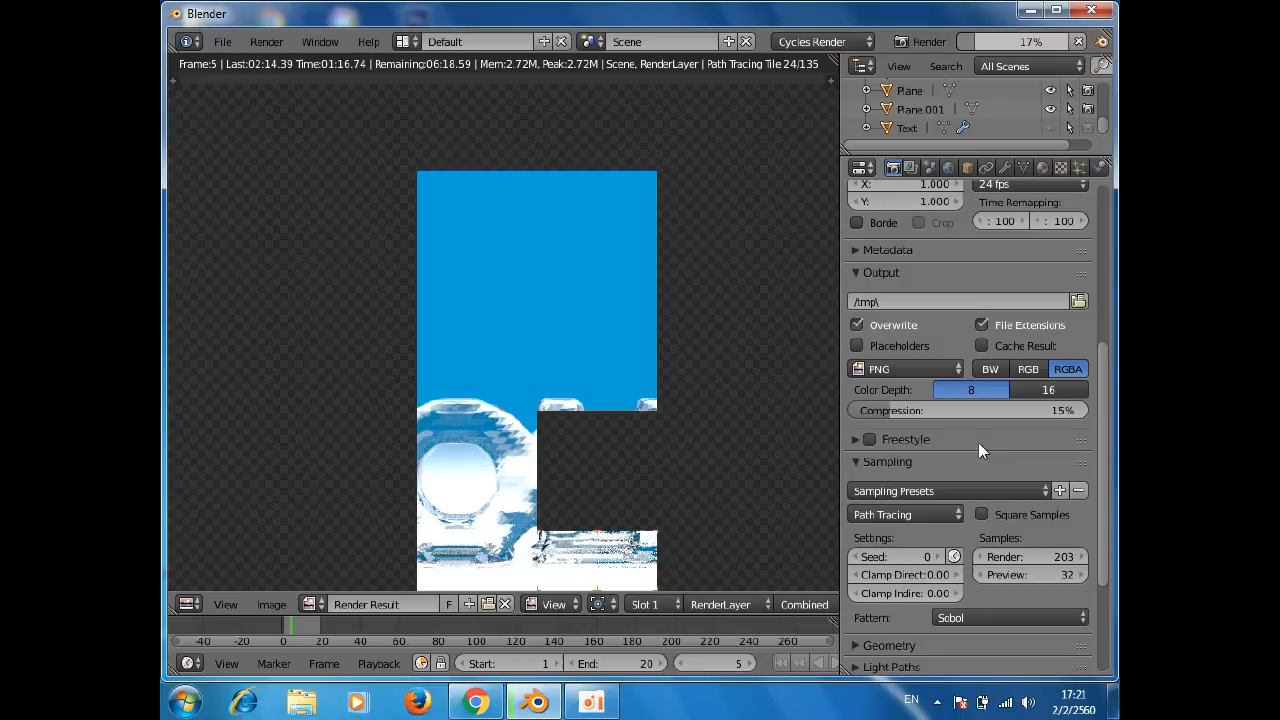 Blender
File Render Window Help Default Scene Cycles Render Render 17%
Frame:5 | Last:02:14.39 Time:01:16.74 | Remaining:06:18.59 | Mem:2.72M, Peak:2.72M | Scene, RenderLayer | Path Tracing Tile 24/135
View Search All Scenes
Plane
Plane.001
Text
X: 1.000 24 fps
Y: 1.000 Time Remapping:
Borde Crop : 100 : 100
Metadata
Output
/tmp\
Overwrite File Extensions
Placeholders Cache Result
PNG BW RGB RGBA
Color Depth: 8 16
Compression: 15%
Freestyle
Sampling
Sampling Presets
Path Tracing Square Samples
Settings: Samples:
Seed: 0 Render: 203
Clamp Direct:0.00 Preview: 32
Clamp Indire: 0.00
Pattern: Sobol
Geometry
Light Paths
View Image Render Result F View Slot 1 RenderLayer Combined
-40 -20 0 20 40 60 80 100 120 140 160 180 200 220 240 260
View Marker Frame Playback Start: 1 End: 20 5
EN 17:21
2/2/2560